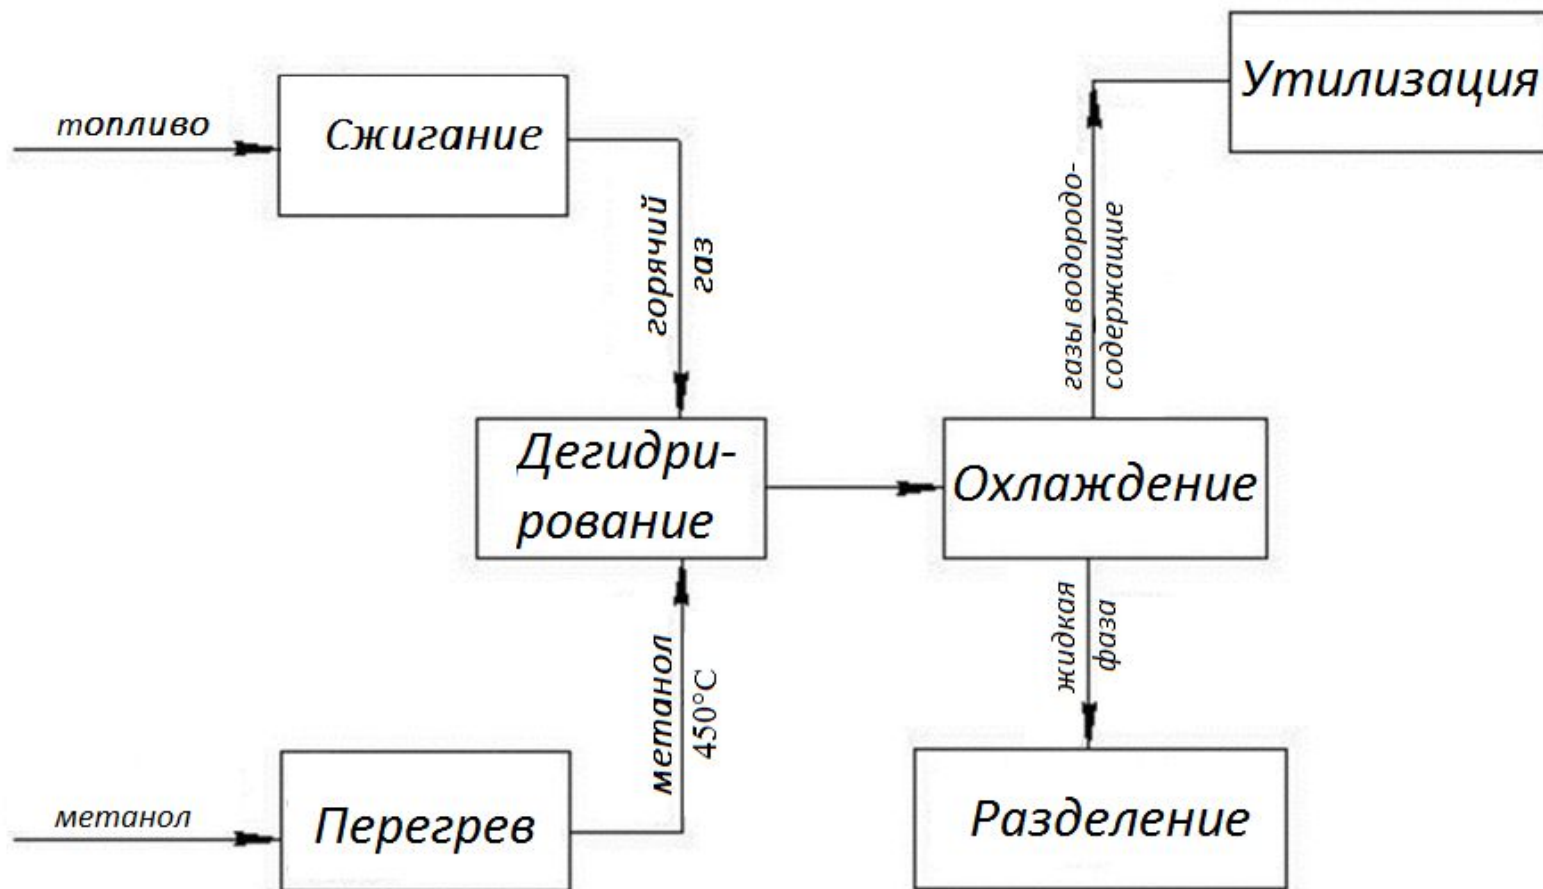 Утилизация
топливо
Сжигание
горячий
газ
газы водородо-
содержащие
Дегидри-
рование
Охлаждение
метанол
450°C
жидкая
фаза
метанол
Перегрев
Разделение